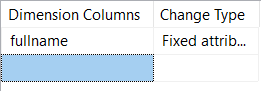 Dimension Columns Change Type
fullname Fixed attrib...